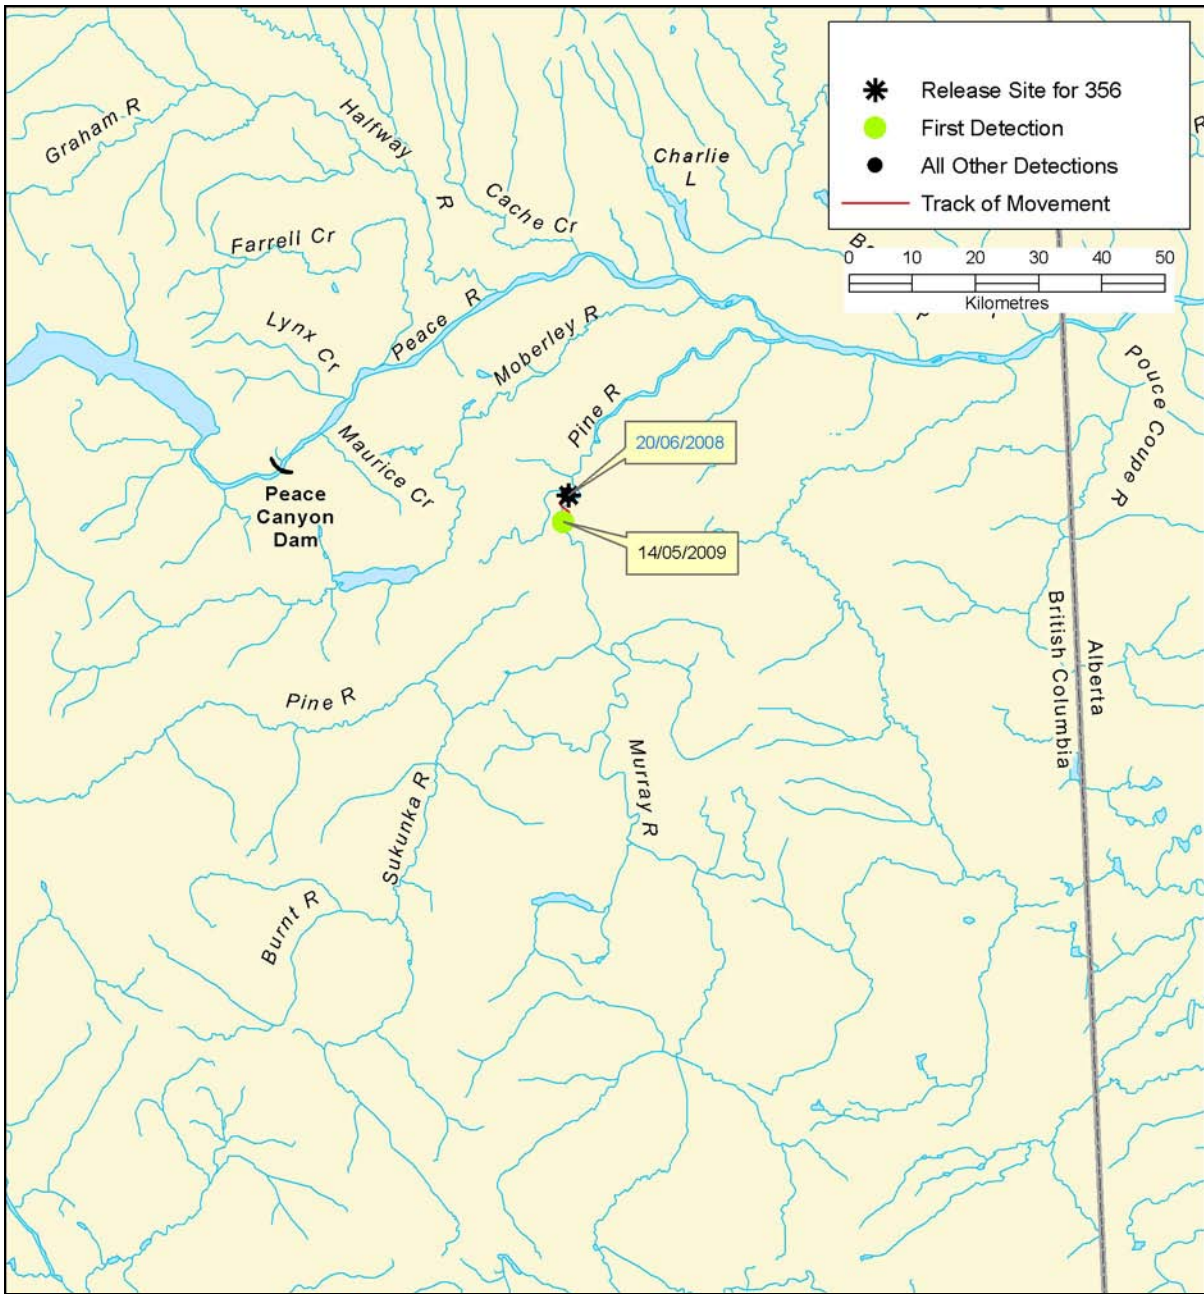 Release Site for 356
First Detection
All Other Detections
Track of Movement
0 10 20 30 40 50
Kilometres
Graham R
Halfway
R
Charlie
L
Cache Cr
Farrell Cr
Peace R
Lynx Cr
Moberley R
Pine R
Maurice Cr
Pouce Coupe R
20/06/2008
Peace
Canyon
Dam
14/05/2009
British Columbia
Alberta
Pine R
Murray R
Sukunka R
Burnt R
R